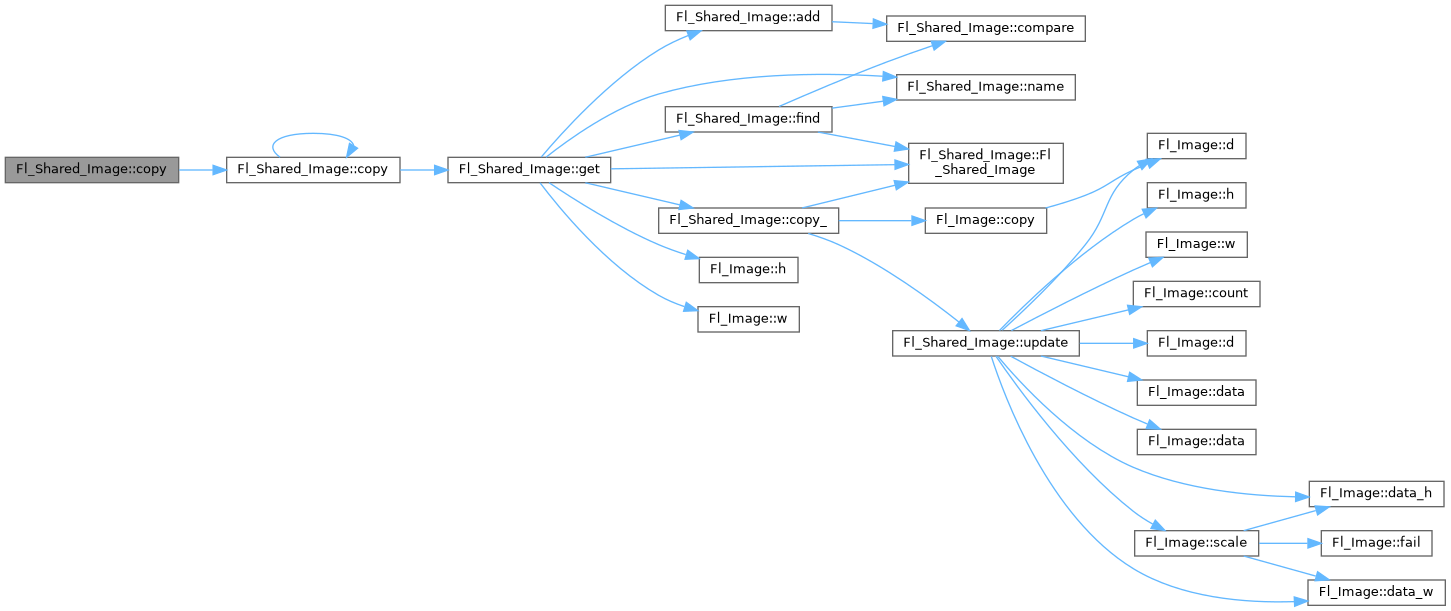 Fl_Shared_Image::copy
Fl_Shared_Image::copy
Fl_Shared_Image::get
Fl_Shared_Image::add
Fl_Shared_Image::compare
Fl_Shared_Image::name
Fl_Shared_Image::find
Fl_Shared_Image::Fl
_Shared_Image
Fl_Shared_Image::copy_
Fl_Image::copy
Fl_Image::h
Fl_Image::w
Fl_Shared_Image::update
Fl_Image::d
Fl_Image::h
Fl_Image::w
Fl_Image::count
Fl_Image::d
Fl_Image::data
Fl_Image::data
Fl_Image::scale
Fl_Image::data_h
Fl_Image::fail
Fl_Image::data_w